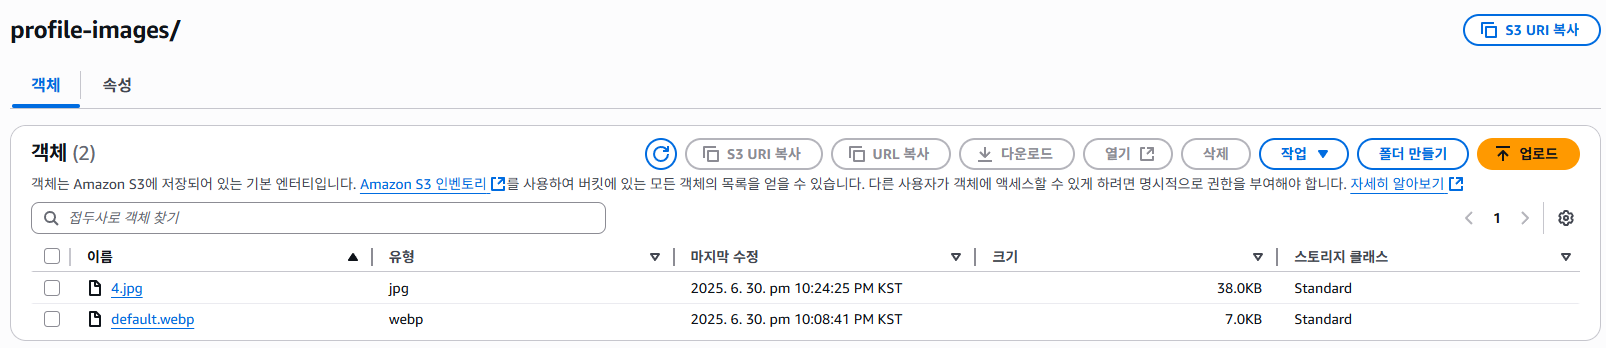 profile-images/
S3 URI 복사
객체 속성
객체 (2)
S3 URI 복사 URL 복사 다운로드 열기 삭제 작업 폴더 만들기 업로드
객체는 Amazon S3에 저장되어 있는 기본 엔터티입니다. Amazon S3 인벤토리를 사용하여 버킷에 있는 모든 객체의 목록을 얻을 수 있습니다. 다른 사용자가 객체에 액세스할 수 있게 하려면 명시적으로 권한을 부여해야 합니다. 자세히 알아보기
접두사로 객체 찾기
1
이름 유형 마지막 수정 크기 스토리지 클래스
4.jpg jpg 2025. 6. 30. pm 10:24:25 PM KST 38.0KB Standard
default.webp webp 2025. 6. 30. pm 10:08:41 PM KST 7.0KB Standard